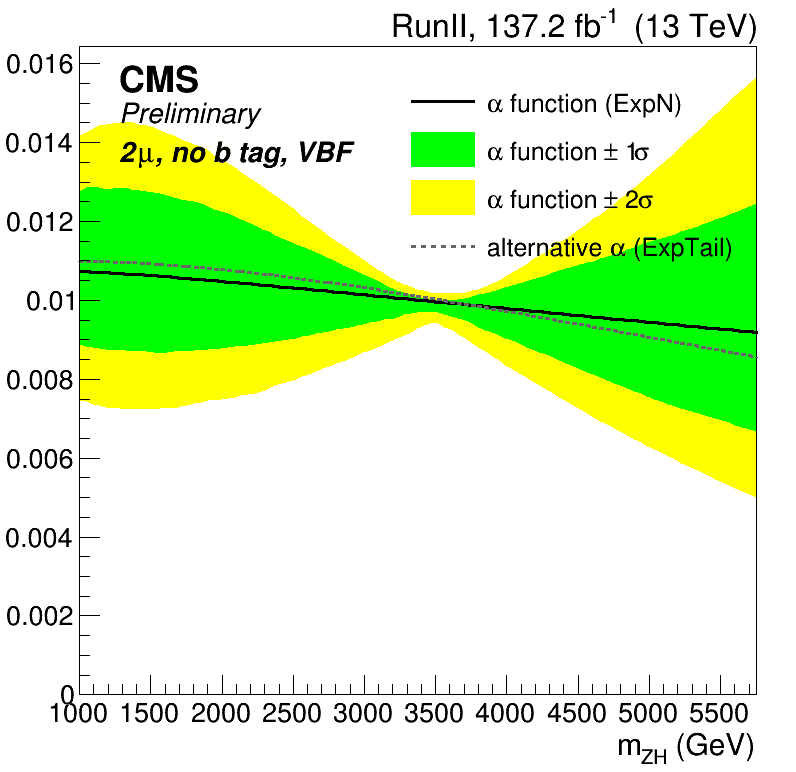 RunII, 137.2 fb⁻¹ (13 TeV)
CMS
Preliminary
2μ, no b tag, VBF
α function (ExpN)
α function ± 1σ
α function ± 2σ
alternative α (ExpTail)
0.016
0.014
0.012
0.01
0.008
0.006
0.004
0.002
0
1000 1500 2000 2500 3000 3500 4000 4500 5000 5500
m_ZH (GeV)